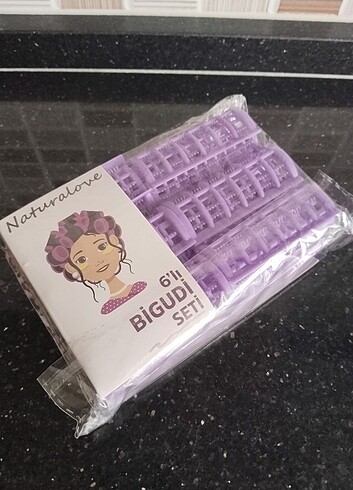 Naturalove
6'lı
BİGUDİ
SETİ